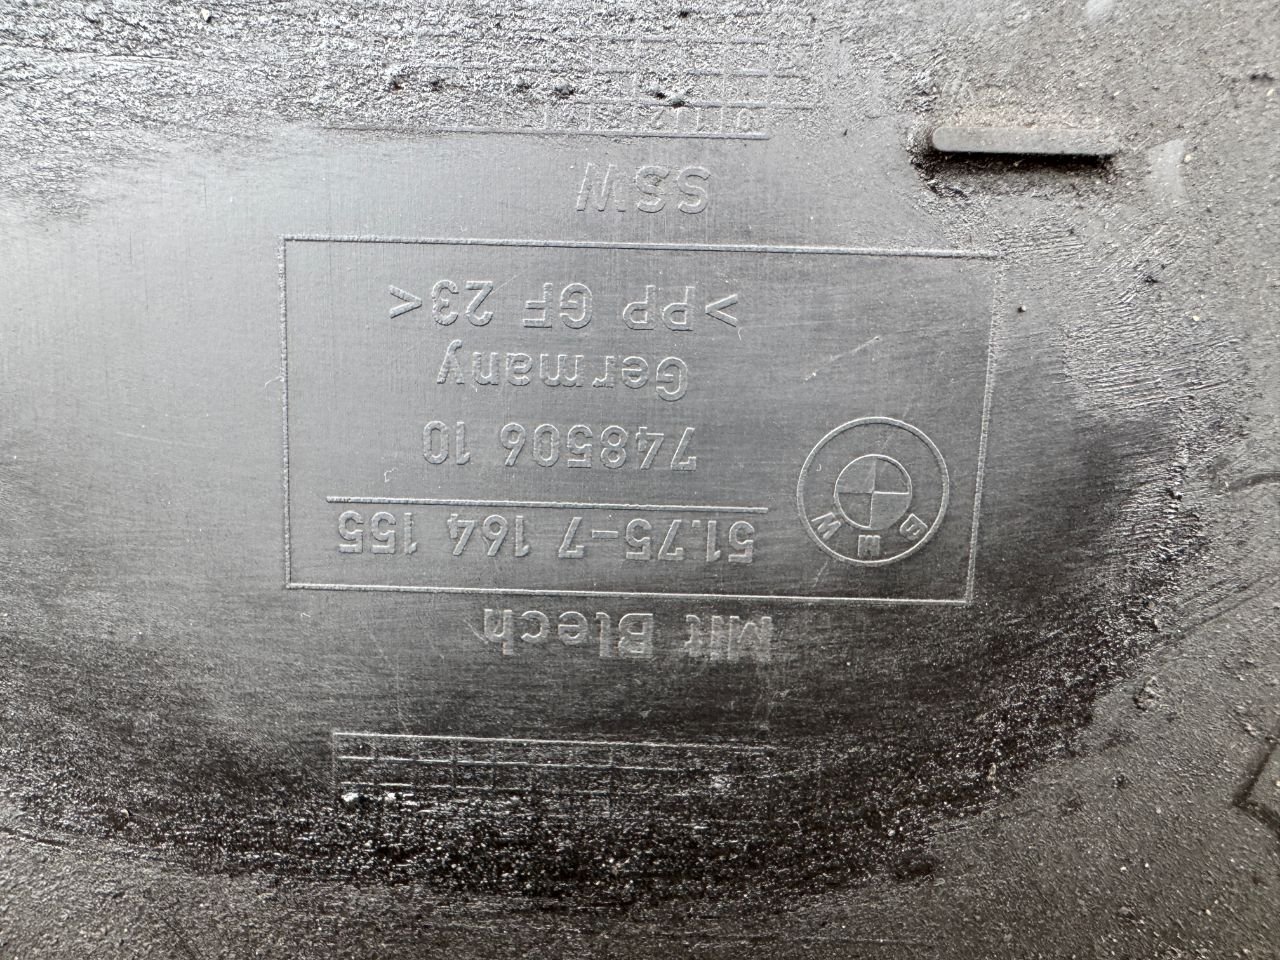 Mit Blech
51.75-7 164 155
748506 10
BMW
Germany
>PP GF 23<
SSW